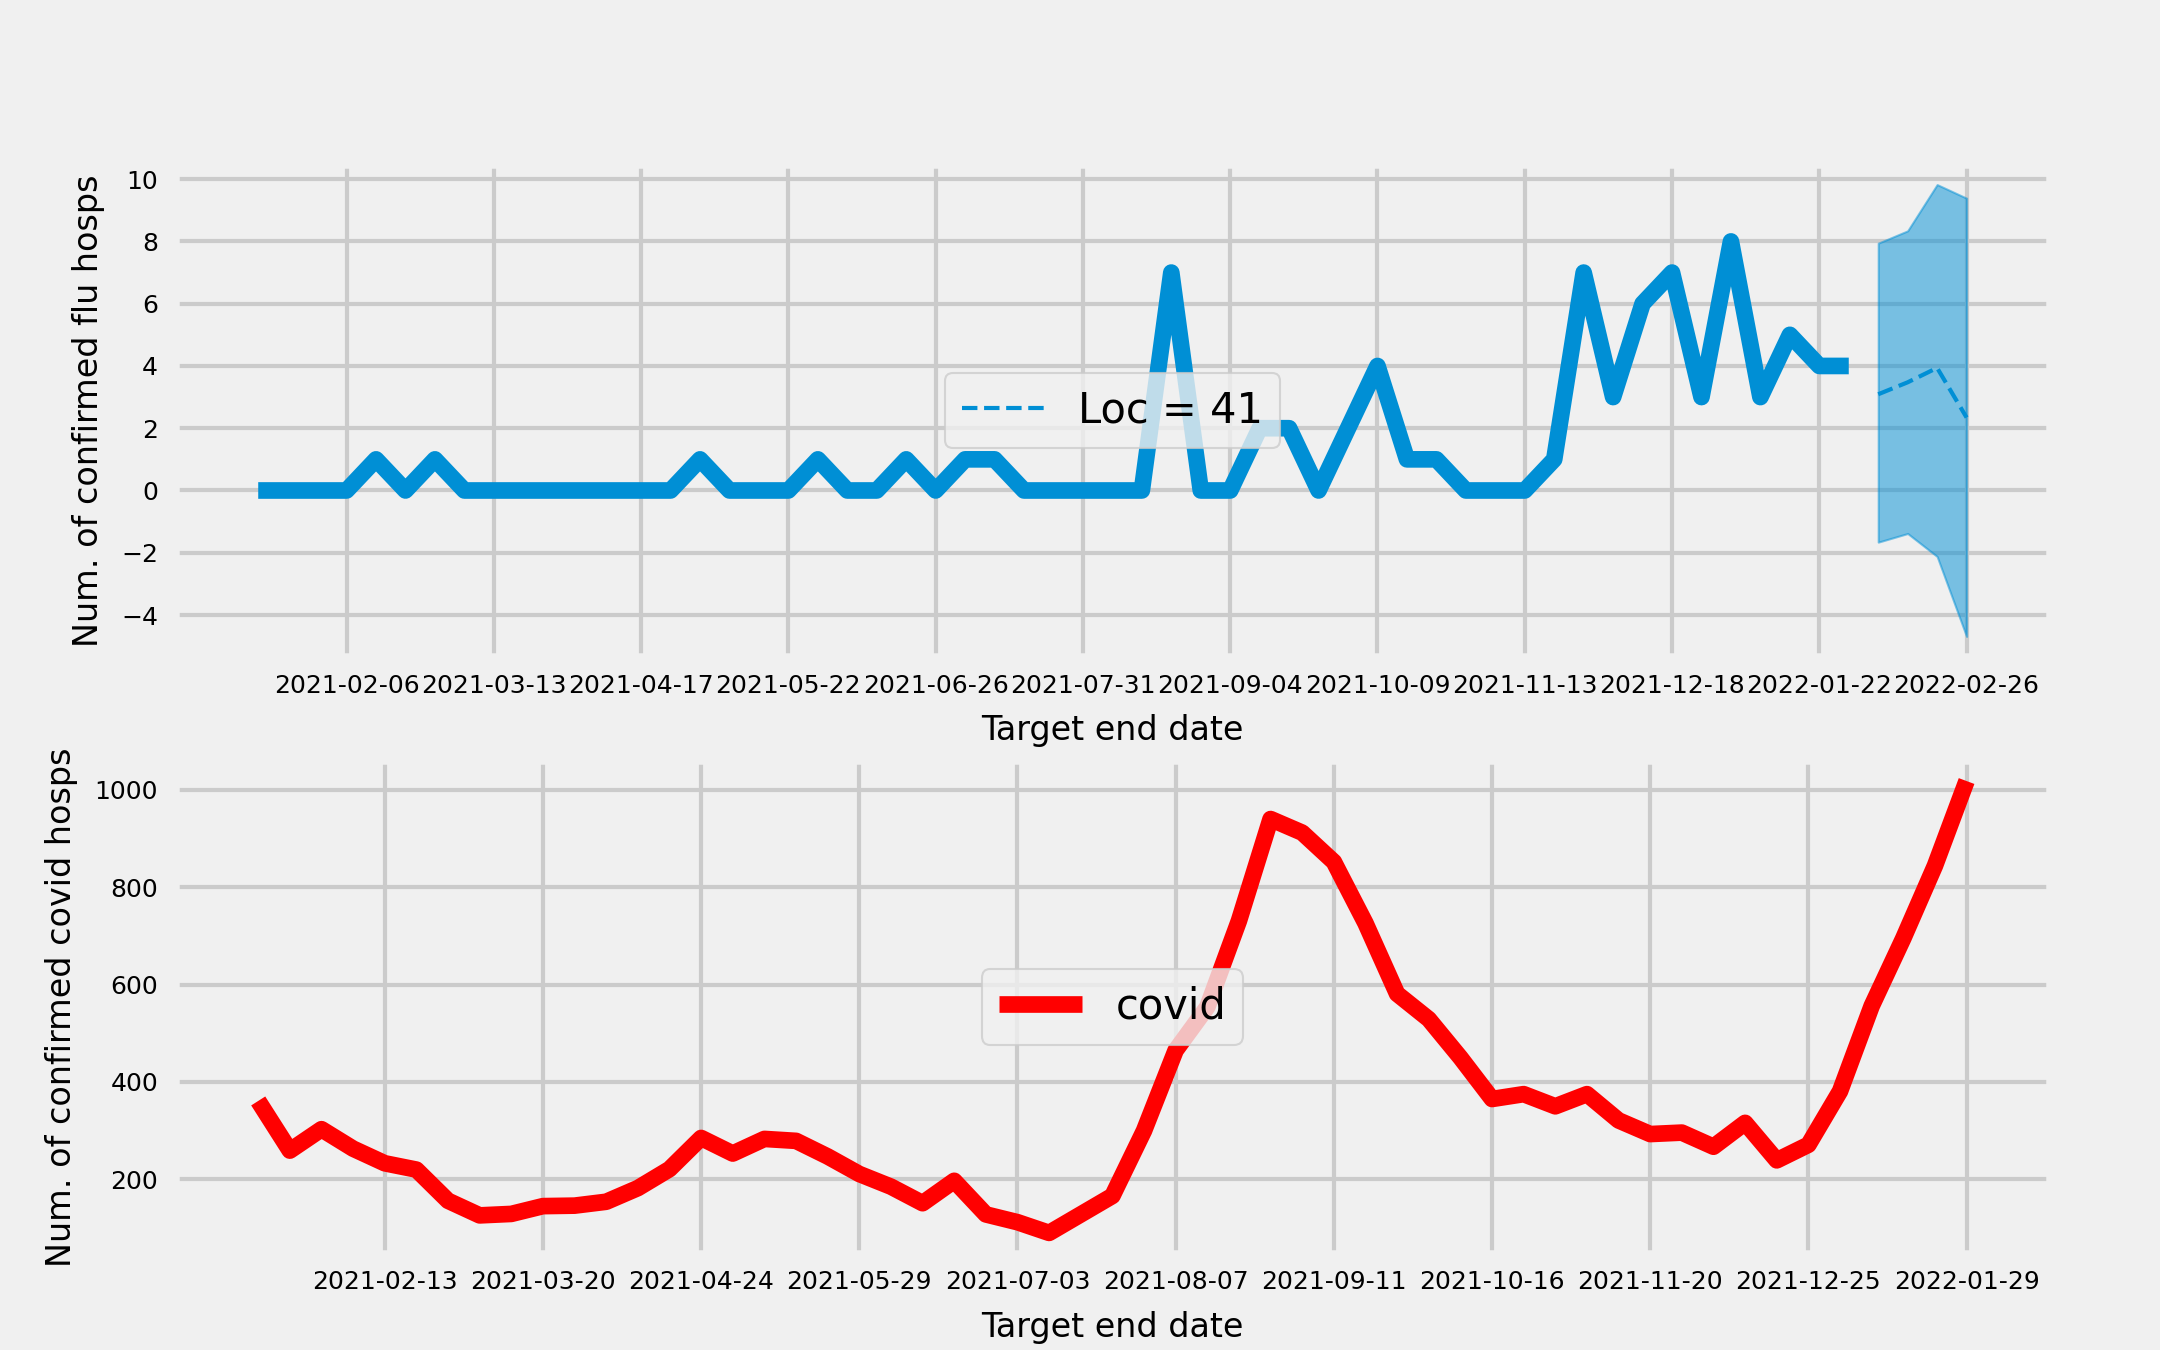 Num. of confirmed flu hosps
10
8
6
4
2
0
−2
−4
Loc = 41
2021-02-06 2021-03-13 2021-04-17 2021-05-22 2021-06-26 2021-07-31 2021-09-04 2021-10-09 2021-11-13 2021-12-18 2022-01-22 2022-02-26
Target end date
Num. of confirmed covid hosps
1000
800
600
400
200
covid
2021-02-13 2021-03-20 2021-04-24 2021-05-29 2021-07-03 2021-08-07 2021-09-11 2021-10-16 2021-11-20 2021-12-25 2022-01-29
Target end date